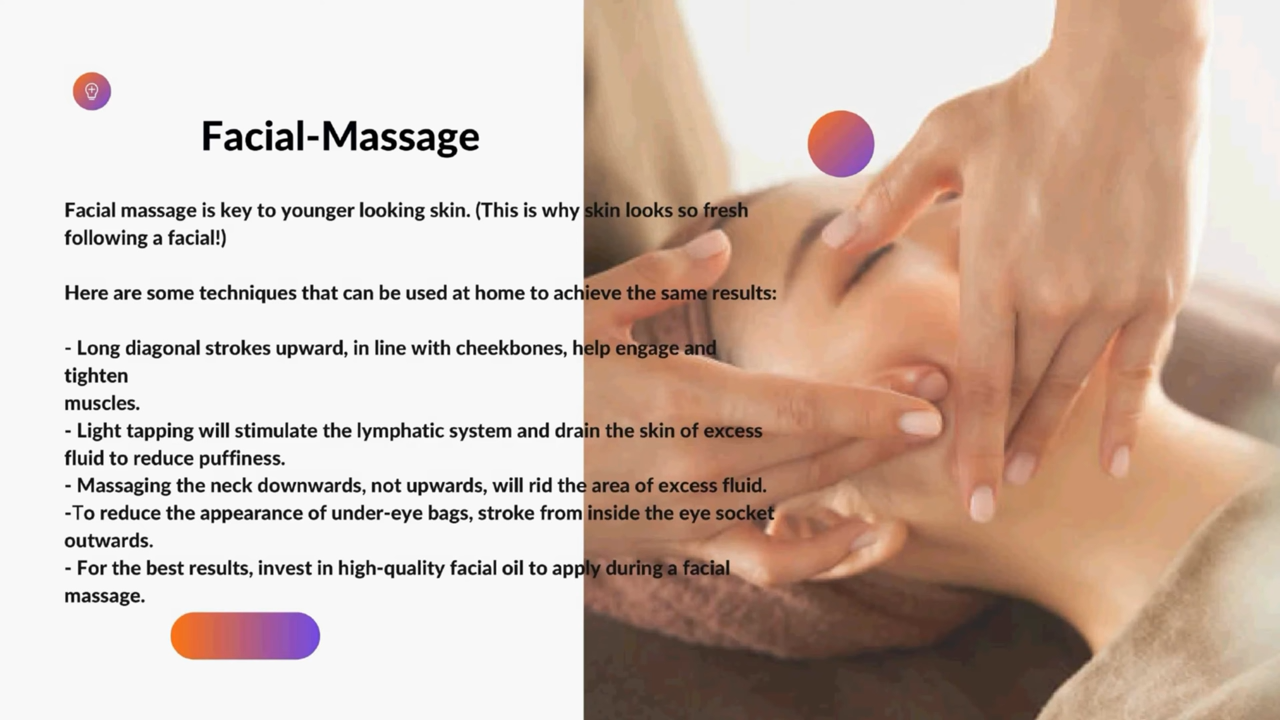 Facial-Massage
Facial massage is key to younger looking skin. (This is why skin looks so fresh
following a facial!)
Here are some techniques that can be used at home to achieve the same results:
- Long diagonal strokes upward, in line with cheekbones, help engage and
tighten
muscles.
- Light tapping will stimulate the lymphatic system and drain the skin of excess
fluid to reduce puffiness.
- Massaging the neck downwards, not upwards, will rid the area of excess fluid.
-To reduce the appearance of under-eye bags, stroke from inside the eye socket
outwards.
- For the best results, invest in high-quality facial oil to apply during a facial
massage.